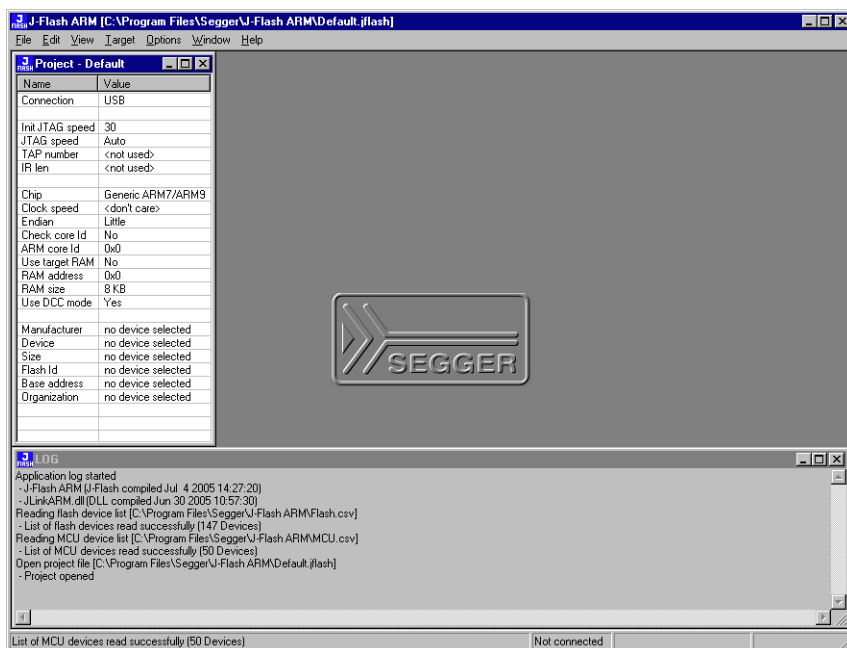 J-Flash ARM [C:\Program Files\Segger\J-Flash ARM\Default.jflash]
File Edit View Target Options Window Help
Project - Default
Name Value
Connection USB
Init JTAG speed 30
JTAG speed Auto
TAP number <not used>
IR len <not used>
Chip Generic ARM7/ARM9
Clock speed <don't care>
Endian Little
Check core Id No
ARM core Id 0x0
Use target RAM No
RAM address 0x0
RAM size 8 KB
Use DCC mode Yes
Manufacturer no device selected
Device no device selected
Size no device selected
Flash Id no device selected
Base address no device selected
Organization no device selected
SEGGER
LOG
Application log started
- J-Flash ARM (J-Flash compiled Jul 4 2005 14:27:20)
- JLinkARM.dll (DLL compiled Jun 30 2005 10:57:30)
Reading flash device list [C:\Program Files\Segger\J-Flash ARM\Flash.csv]
- List of flash devices read successfully (147 Devices)
Reading MCU device list [C:\Program Files\Segger\J-Flash ARM\MCU.csv]
- List of MCU devices read successfully (50 Devices)
Open project file [C:\Program Files\Segger\J-Flash ARM\Default.jflash]
- Project opened
List of MCU devices read successfully (50 Devices) Not connected